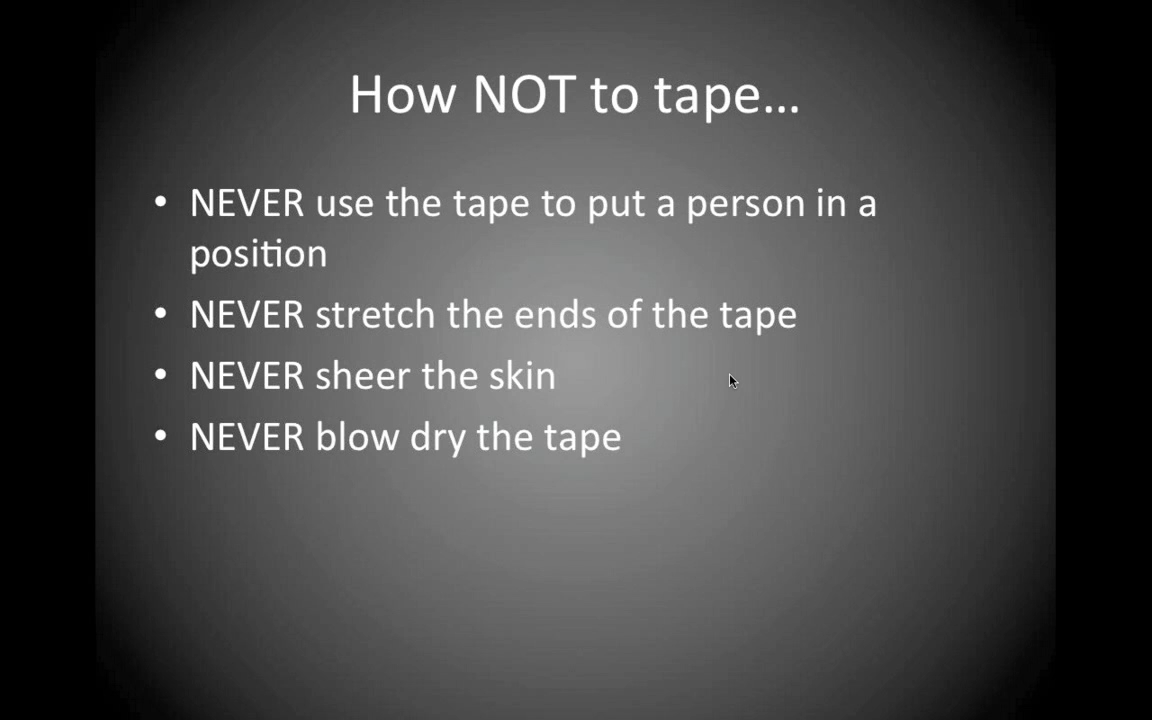 How NOT to tape...
• NEVER use the tape to put a person in a
position
• NEVER stretch the ends of the tape
• NEVER sheer the skin
• NEVER blow dry the tape